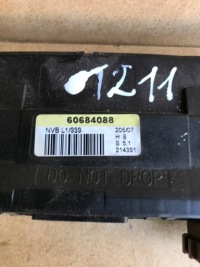 1211
60684088
NVB L1/939 205/07
H 8
S 5.1
214391
DO NOT DROP!